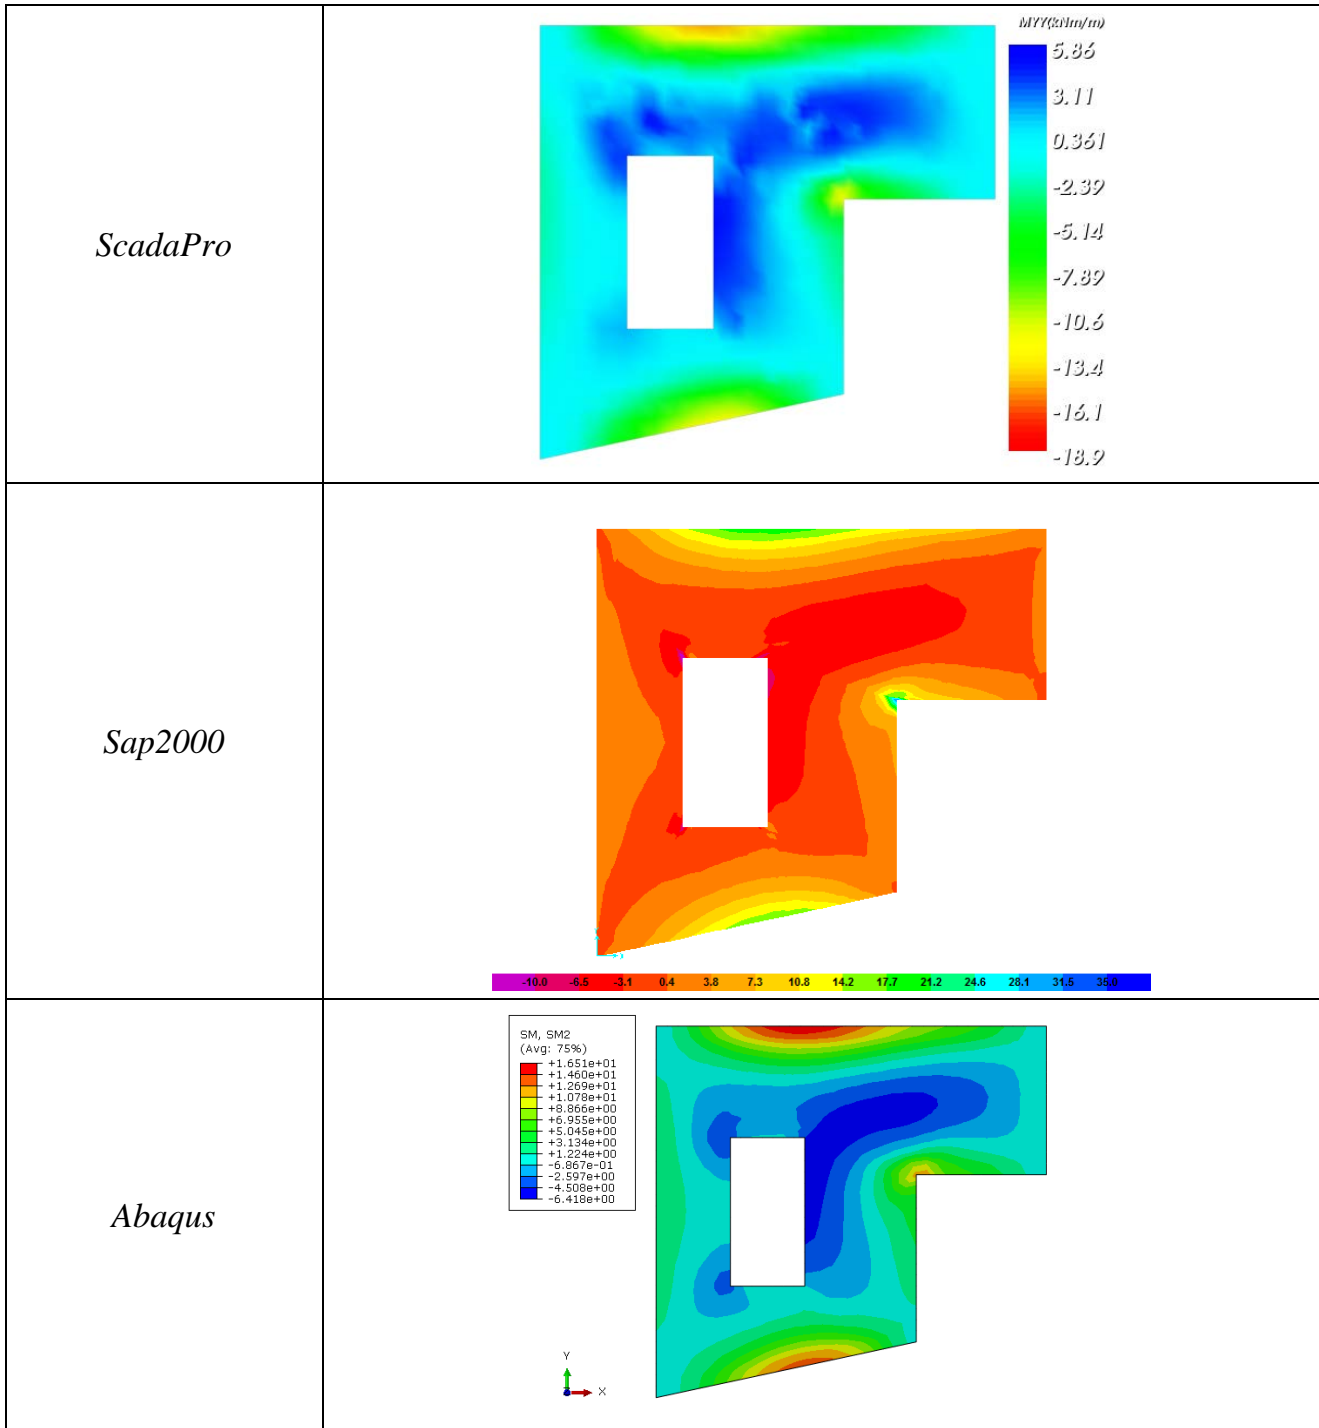 ScadaPro
MYY(kNm/m)
5.86
3.11
0.361
-2.39
-5.14
-7.89
-10.6
-13.4
-16.1
-18.9
Sap2000
-10.0 -6.5 -3.1 0.4 3.8 7.3 10.8 14.2 17.7 21.2 24.6 28.1 31.5 35.0
Abaqus
SM, SM2
(Avg: 75%)
+1.651e+01
+1.460e+01
+1.269e+01
+1.078e+01
+8.866e+00
+6.955e+00
+5.045e+00
+3.134e+00
+1.224e+00
-6.867e-01
-2.597e+00
-4.508e+00
-6.418e+00
Y
X